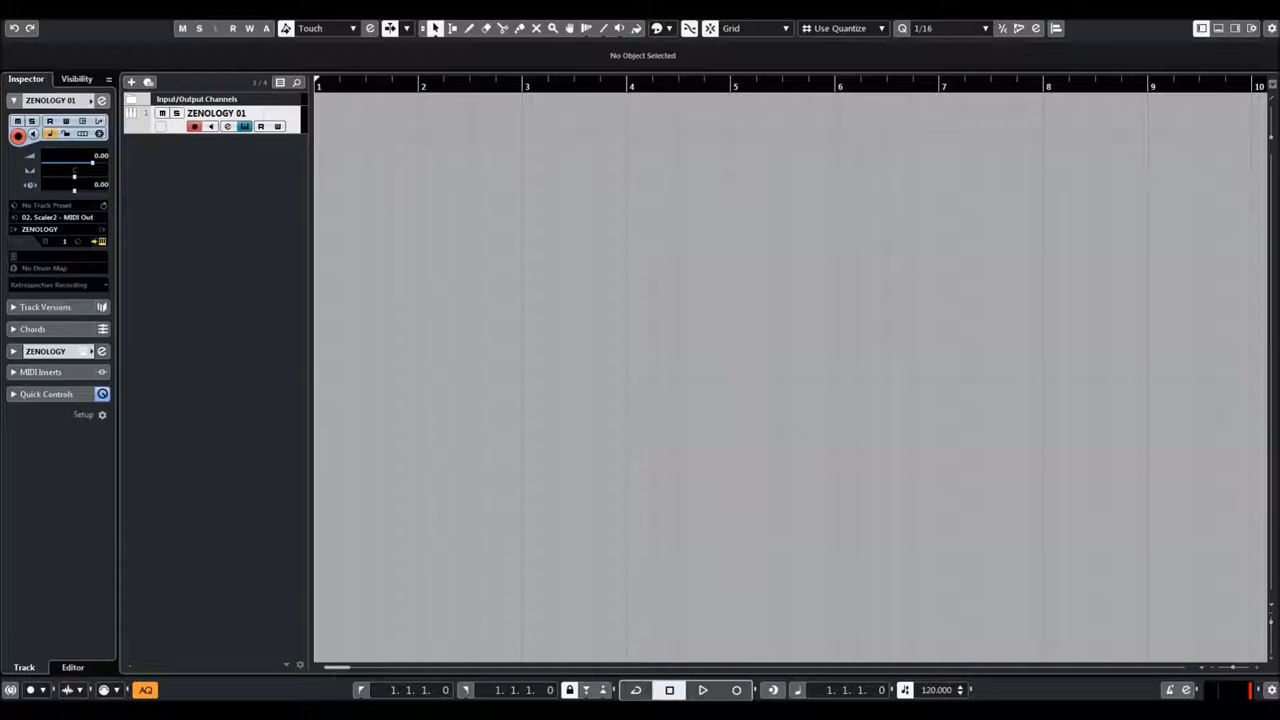 M S R W A Touch Grid Use Quantize Q 1/16
No Object Selected
Inspector Visibility
3 / 4
1 2 3 4 5 6 7 8 9 10
ZENOLOGY 01
Input/Output Channels
1 M S ZENOLOGY 01
M S R W
e R W
0.00
C
0.00
No Track Preset
02. Scaler2 - MIDI Out
ZENOLOGY
1
No Drum Map
Retrospective Recording
Track Versions
Chords
ZENOLOGY
MIDI Inserts
Quick Controls
Setup
Track Editor
AQ 1. 1. 1. 0 1. 1. 1. 0 1. 1. 1. 0 120.000